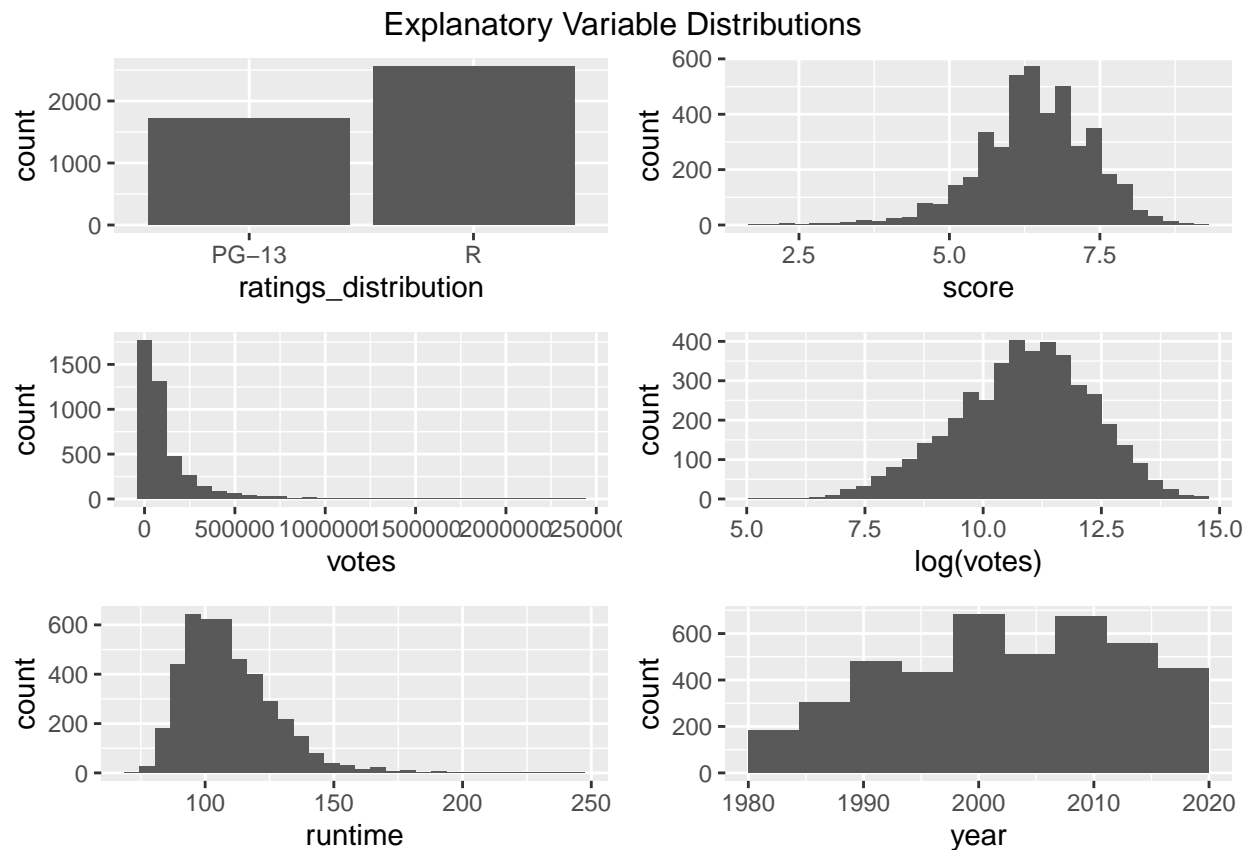 Explanatory Variable Distributions
count
2000
1000
0
PG−13 R
ratings_distribution
count
600
400
200
0
2.5 5.0 7.5
score
count
1500
1000
500
0
0 500000 1000000 1500000 2000000 250000
votes
count
400
300
200
100
0
5.0 7.5 10.0 12.5 15.0
log(votes)
count
600
400
200
0
100 150 200 250
runtime
count
600
400
200
0
1980 1990 2000 2010 2020
year